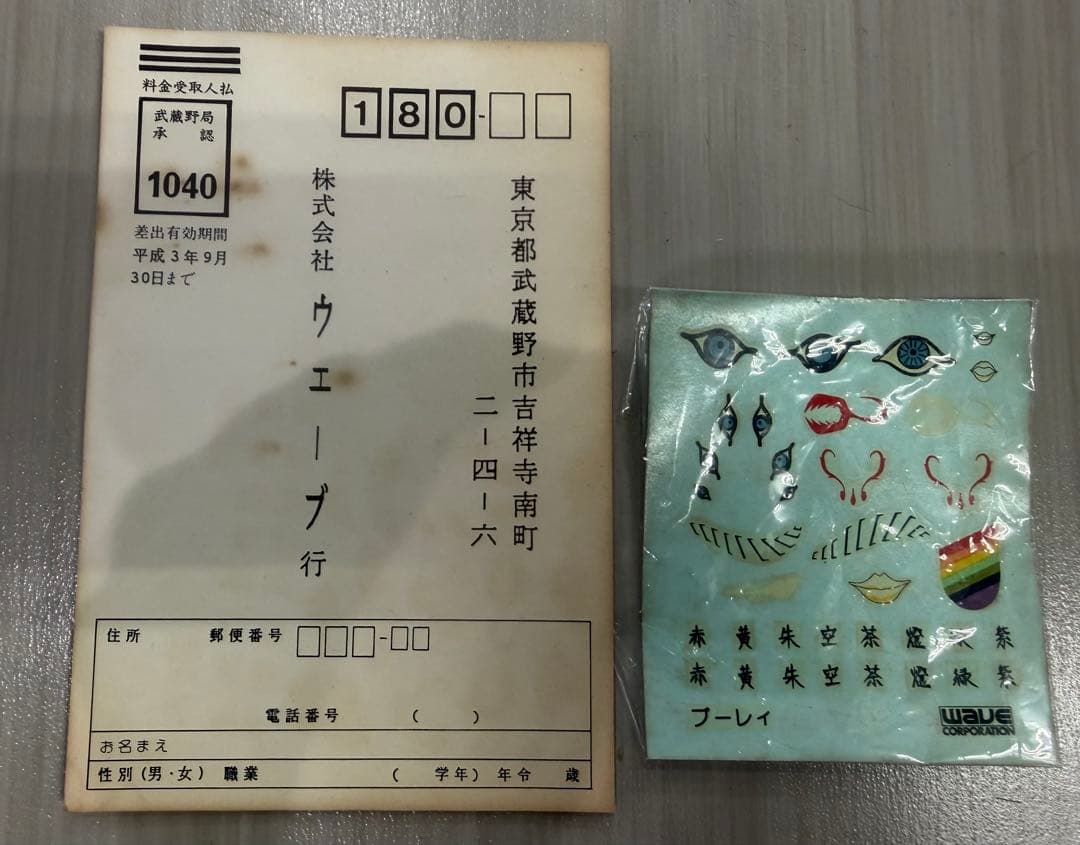 料金受取人払
武蔵野局
承認
1040
差出有効期間
平成3年9月
30日まで
180-
東京都武蔵野市吉祥寺南町
二-四-六
株式会社ウェーブ行
住所 郵便番号 -
電話番号 ( )
お名まえ
性別(男・女) 職業 ( 学年) 年令 歳
赤 黄 朱 空 茶 燈 紫
赤 黄 朱 空 茶 燈 緑 紫
プーレィ
WAVE
CORPORATION